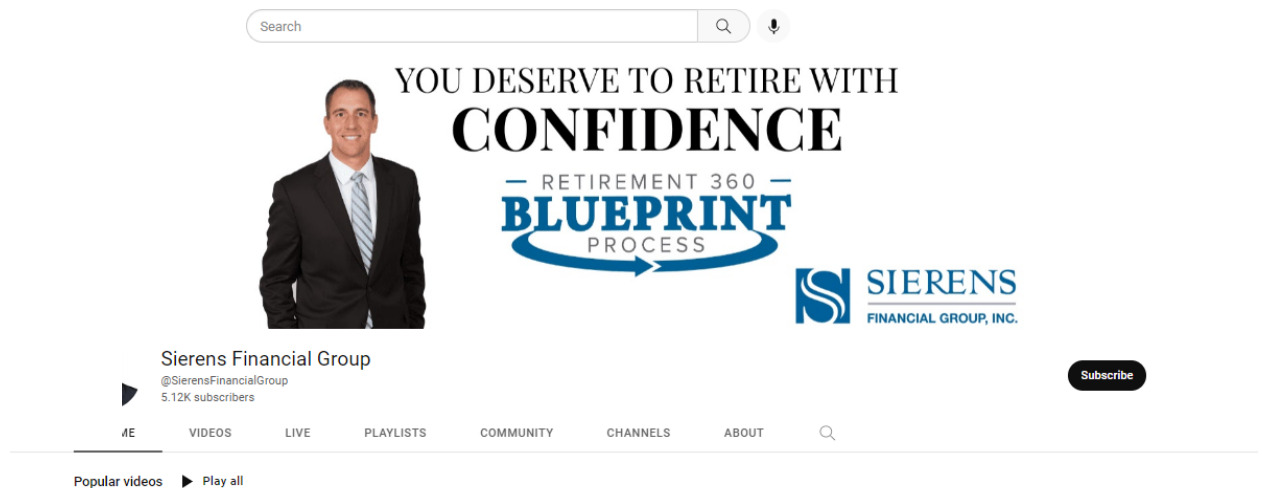 Search
YOU DESERVE TO RETIRE WITH
CONFIDENCE
RETIREMENT 360
BLUEPRINT
PROCESS
S SIERENS
FINANCIAL GROUP, INC.
Sierens Financial Group
@SierensFinancialGroup
5.12K subscribers
Subscribe
ME VIDEOS LIVE PLAYLISTS COMMUNITY CHANNELS ABOUT
Popular videos Play all